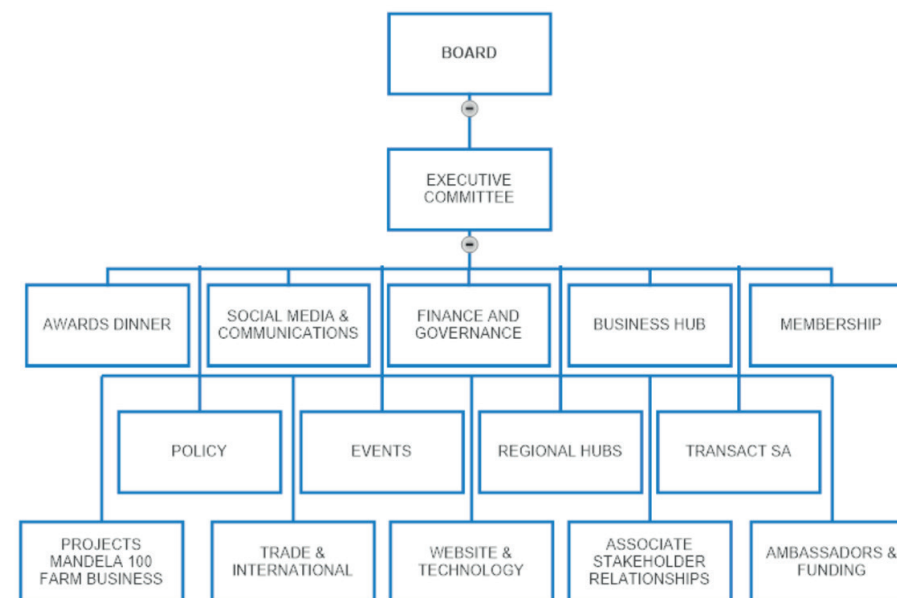 BOARD
EXECUTIVE
COMMITTEE
AWARDS DINNER
SOCIAL MEDIA &
COMMUNICATIONS
FINANCE AND
GOVERNANCE
BUSINESS HUB
MEMBERSHIP
POLICY
EVENTS
REGIONAL HUBS
TRANSACT SA
PROJECTS
MANDELA 100
FARM BUSINESS
TRADE &
INTERNATIONAL
WEBSITE &
TECHNOLOGY
ASSOCIATE
STAKEHOLDER
RELATIONSHIPS
AMBASSADORS &
FUNDING